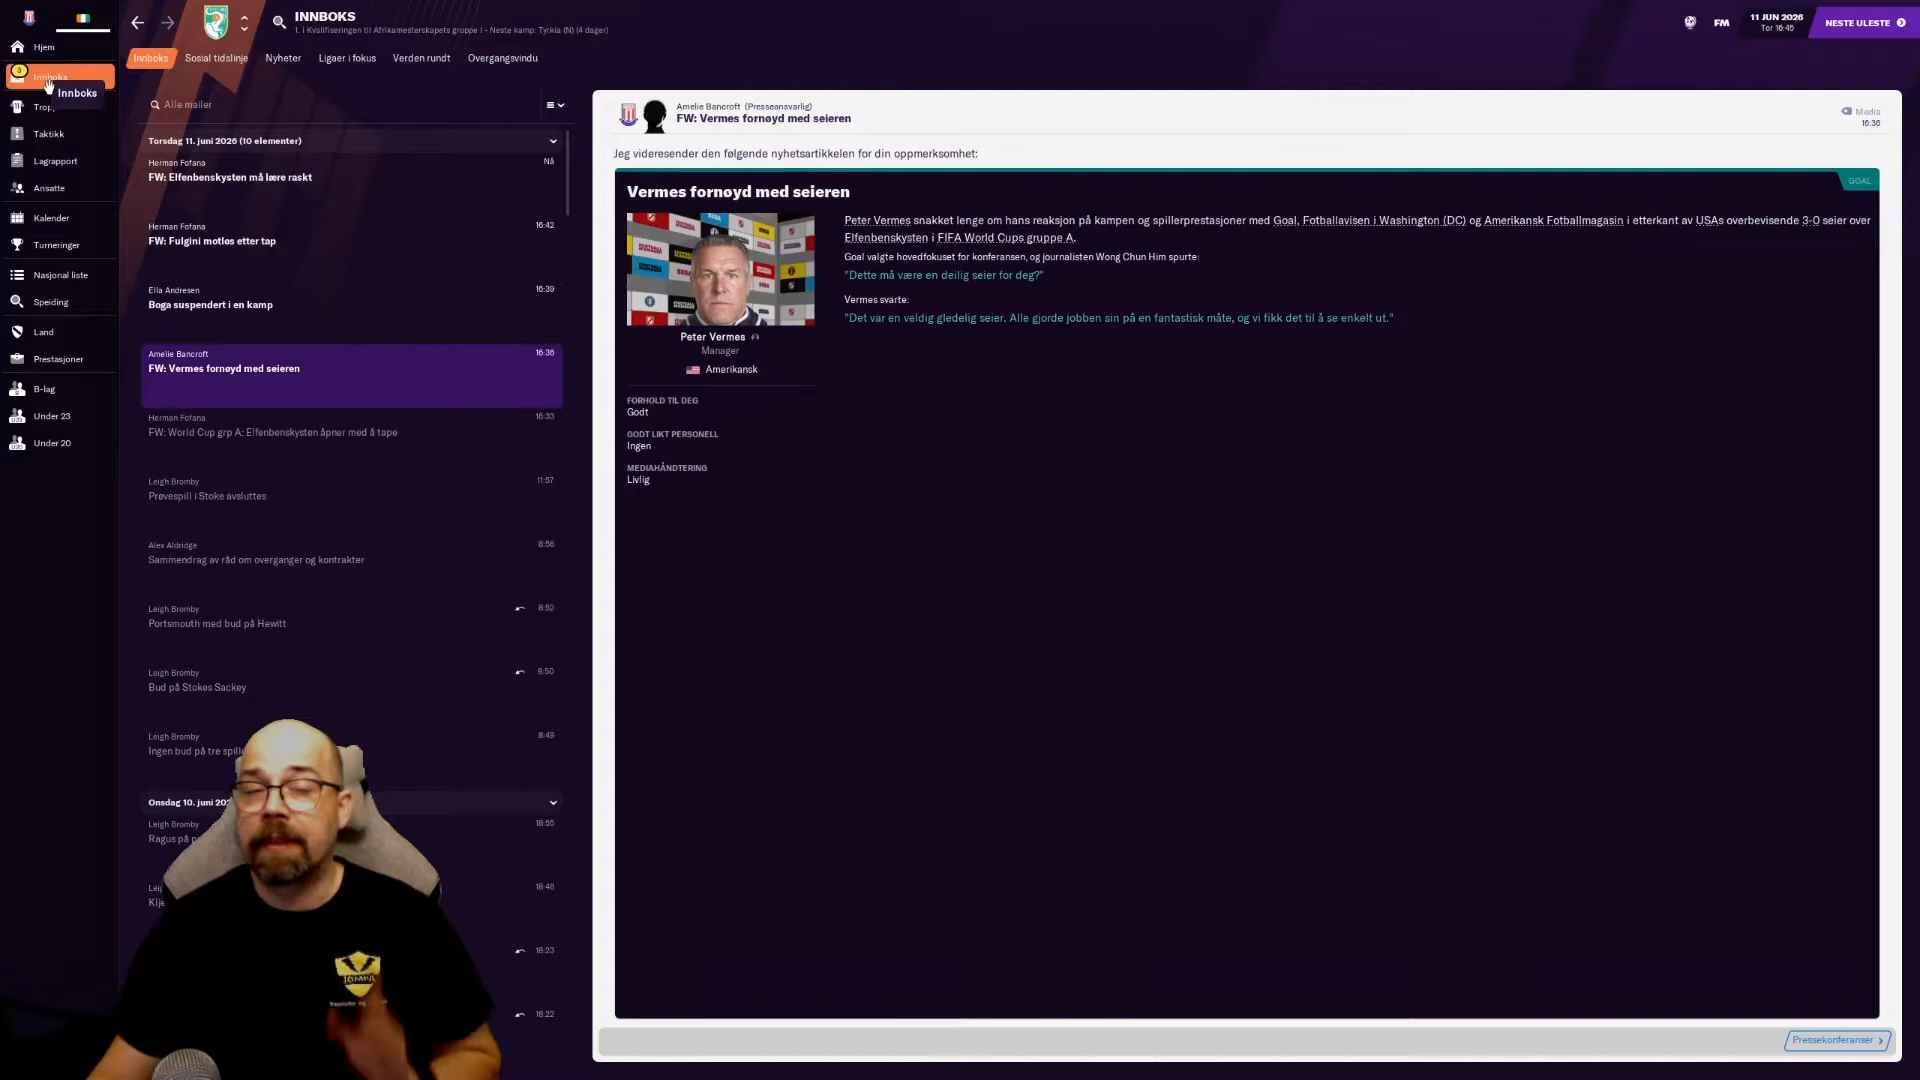 INNBOKS
1. i Kvalifiseringen til Afrikamesterskapets gruppe I - Neste kamp: Tyrkia (N) (4 dager)
FM
11 JUN 2026
Tor 16:45
NESTE ULESTE
Hjem
3
Innboks
Innboks
Taktikk
Lagrapport
Ansatte
Kalender
Turneringer
Nasjonal liste
Speiding
Land
Prestasjoner
B-lag
Under 23
Under 20
Innboks
Sosial tidslinje
Nyheter
Ligaer i fokus
Verden rundt
Overgangsvindu
Alle mailer
Torsdag 11. juni 2026 (10 elementer)
Herman Fofana
Nå
FW: Elfenbenskysten må lære raskt
Herman Fofana
16:42
FW: Fulgini motløs etter tap
Ella Andresen
16:39
Boga suspendert i en kamp
Amelie Bancroft
16:36
FW: Vermes fornøyd med seieren
Herman Fofana
16:33
FW: World Cup grp A: Elfenbenskysten åpner med å tape
Leigh Bromby
11:57
Prøvespill i Stoke avsluttes
Alex Aldridge
8:56
Sammendrag av råd om overganger og kontrakter
Leigh Bromby
8:52
Portsmouth med bud på Hewitt
Leigh Bromby
8:50
Bud på Stokes Sackey
Leigh Bromby
8:49
Ingen bud på tre
Onsdag 10. juni
Leigh Bromby
18:55
Ragus på
18:48
18:23
18:22
Amelie Bancroft (Presseansvarlig)
FW: Vermes fornøyd med seieren
Media
16:36
Jeg videresender den følgende nyhetsartikkelen for din oppmerksomhet:
GOAL
Vermes fornøyd med seieren
Peter Vermes snakket lenge om hans reaksjon på kampen og spillerprestasjoner med Goal, Fotballavisen i Washington (DC) og Amerikansk Fotballmagasin i etterkant av USAs overbevisende 3-0 seier over
Elfenbenskysten i FIFA World Cups gruppe A.
Goal valgte hovedfokuset for konferansen, og journalisten Wong Chun Him spurte:
"Dette må være en deilig seier for deg?"
Vermes svarte:
"Det var en veldig gledelig seier. Alle gjorde jobben sin på en fantastisk måte, og vi fikk det til å se enkelt ut."
Peter Vermes
Manager
Amerikansk
FORHOLD TIL DEG
Godt
GODT LIKT PERSONELL
Ingen
MEDIAHÅNDTERING
Livlig
Pressekonferanser